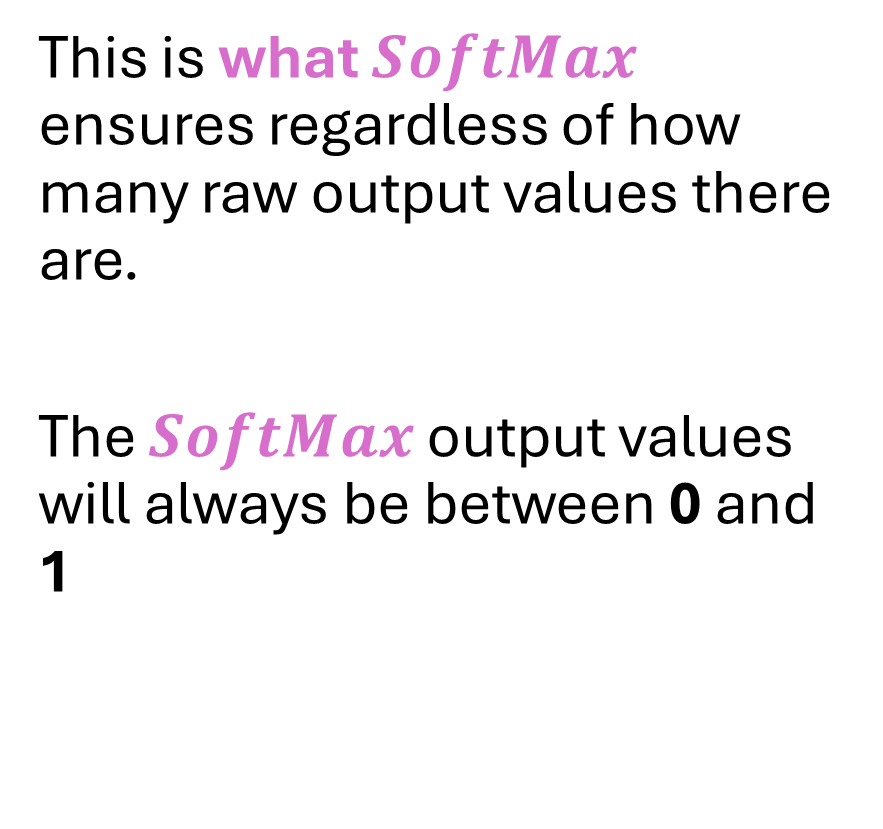 This is what SoftMax
ensures regardless of how
many raw output values there
are.
The SoftMax output values
will always be between 0 and
1